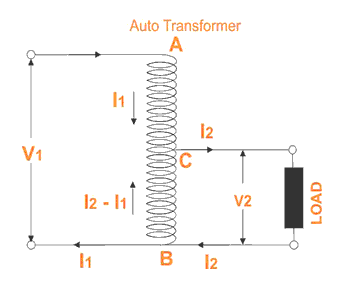 Auto Transformer
A
I1
I2
V1
C
I2 - I1
V2
LOAD
I1
B
I2